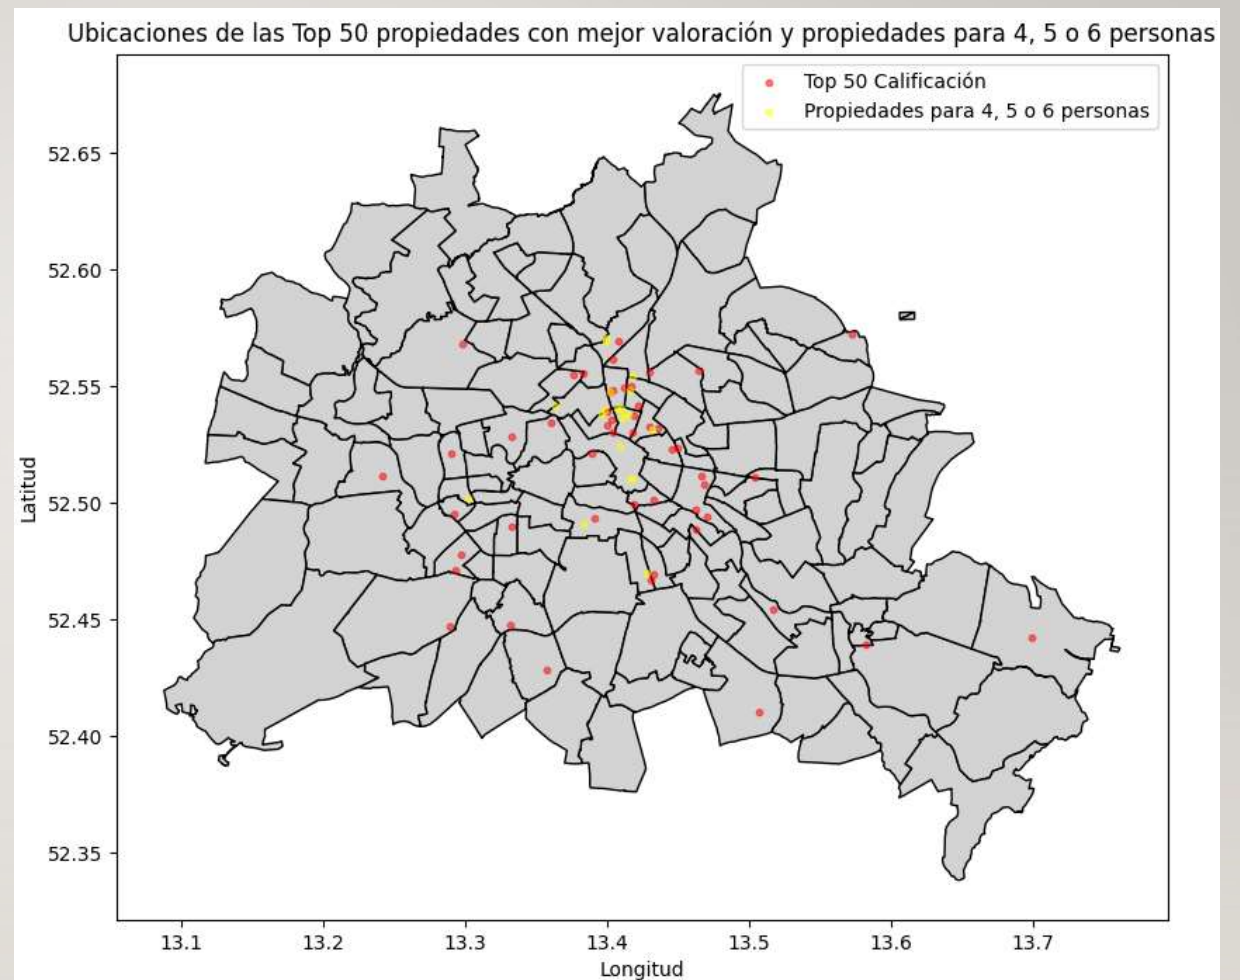 Ubicaciones de las Top 50 propiedades con mejor valoración y propiedades para 4, 5 o 6 personas
Top 50 Calificación
Propiedades para 4, 5 o 6 personas
52.65
52.60
52.55
52.50
52.45
52.40
52.35
Latitud
13.1 13.2 13.3 13.4 13.5 13.6 13.7
Longitud